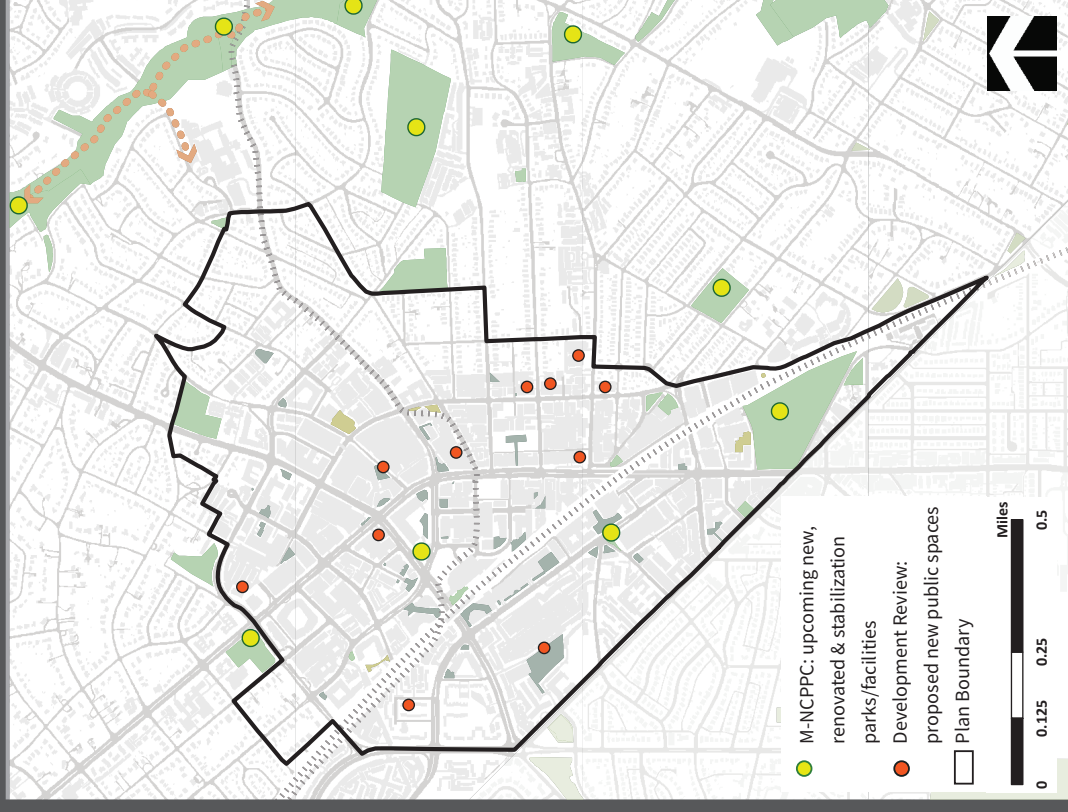 M-NCPPC: upcoming new,
renovated & stabilization
parks/facilities
Development Review:
proposed new public spaces
Plan Boundary
Miles
0 0.125 0.25 0.5